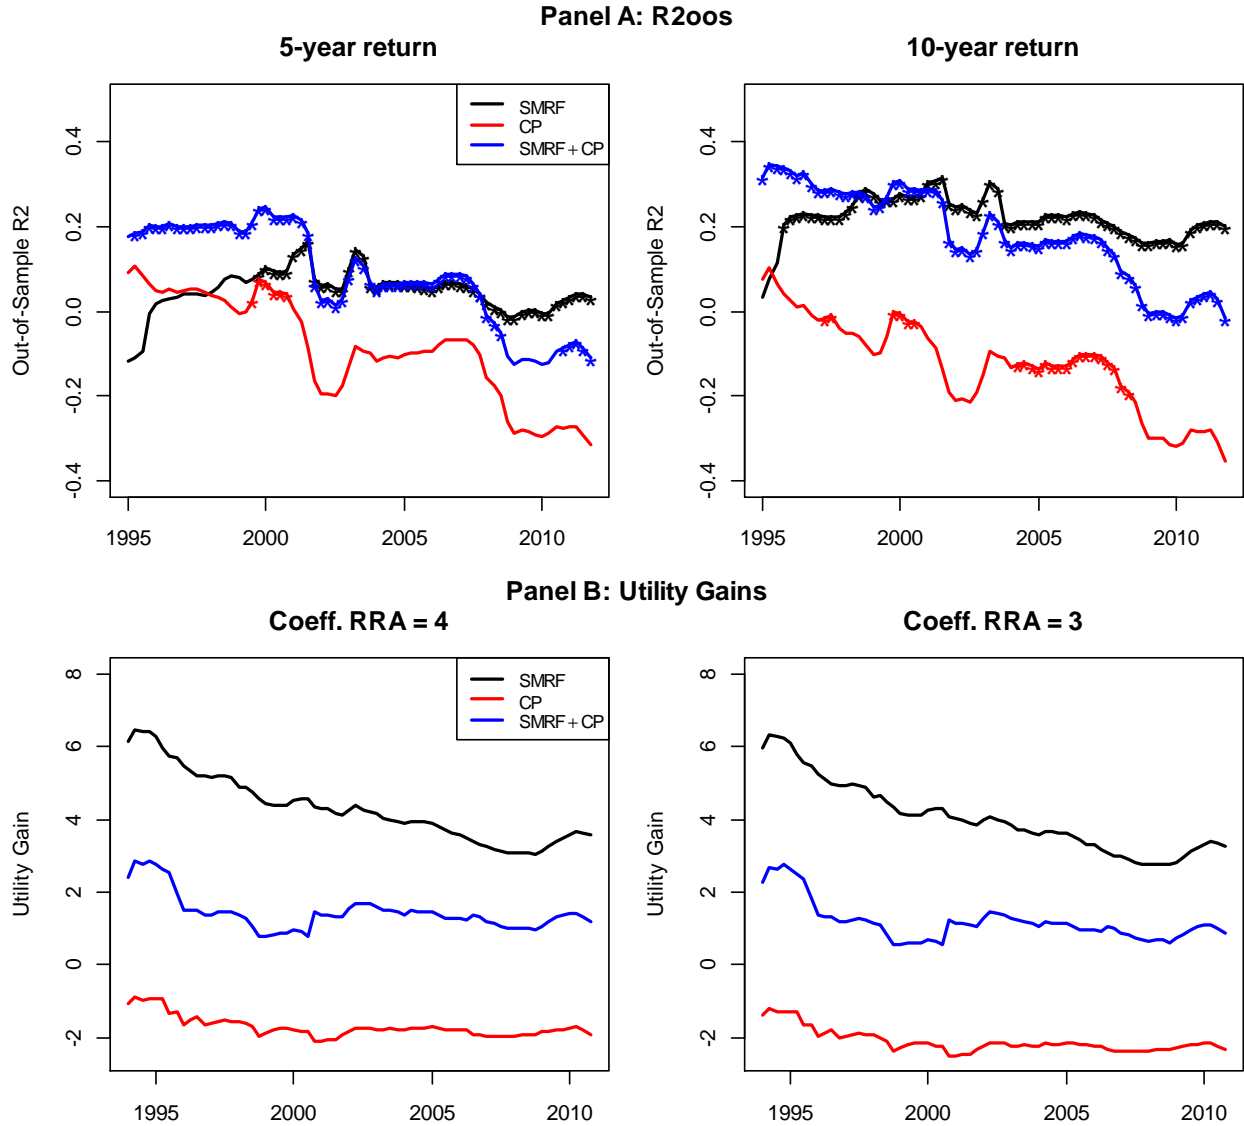 Panel A: R2oos
5-year return
10-year return
Out-of-Sample R2
0.4
0.2
0.0
-0.2
-0.4
SMRF
CP
SMRF + CP
1995
2000
2005
2010
Out-of-Sample R2
0.4
0.2
0.0
-0.2
-0.4
1995
2000
2005
2010
Panel B: Utility Gains
Coeff. RRA = 4
Coeff. RRA = 3
Utility Gain
8
6
4
2
0
-2
SMRF
CP
SMRF + CP
1995
2000
2005
2010
Utility Gain
8
6
4
2
0
-2
1995
2000
2005
2010